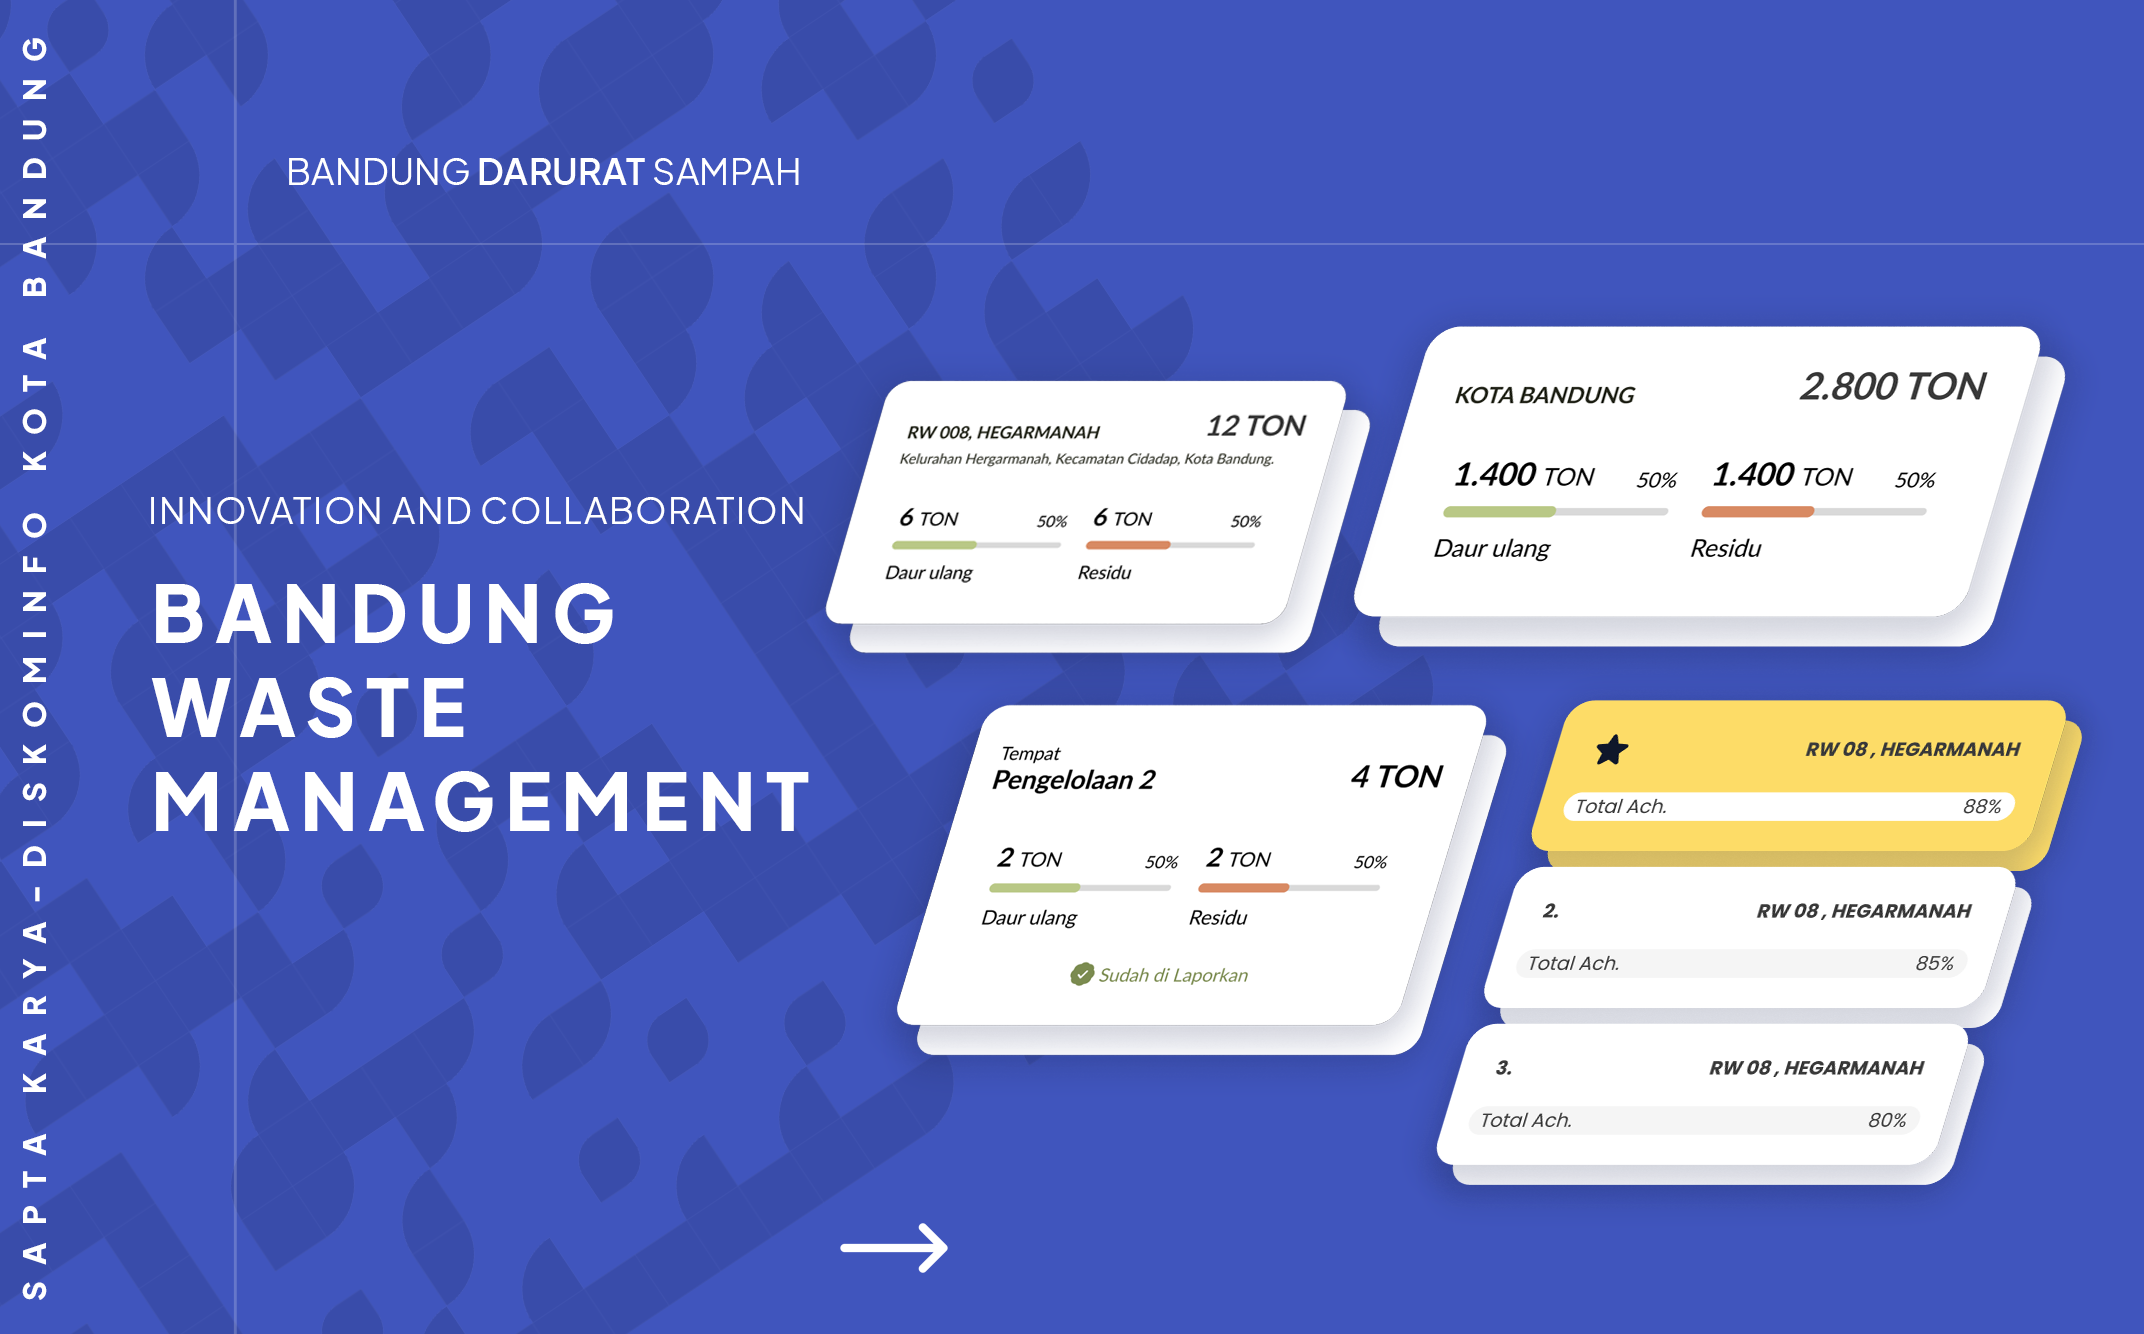 SAPTA KARYA-DISKOMINFO KOTA BANDUNG
BANDUNG DARURAT SAMPAH
INNOVATION AND COLLABORATION
BANDUNG
WASTE
MANAGEMENT
RW 008, HEGARMANAH
12 TON
Kelurahan Hergarmanah, Kecamatan Cidadap, Kota Bandung.
6 TON 50% 6 TON 50%
Daur ulang Residu
KOTA BANDUNG 2.800 TON
1.400 TON 50% 1.400 TON 50%
Daur ulang Residu
Tempat
Pengelolaan 2 4 TON
2 TON 50% 2 TON 50%
Daur ulang Residu
Sudah di Laporkan
RW 08 , HEGARMANAH
Total Ach. 88%
2. RW 08 , HEGARMANAH
Total Ach. 85%
3. RW 08 , HEGARMANAH
Total Ach. 80%